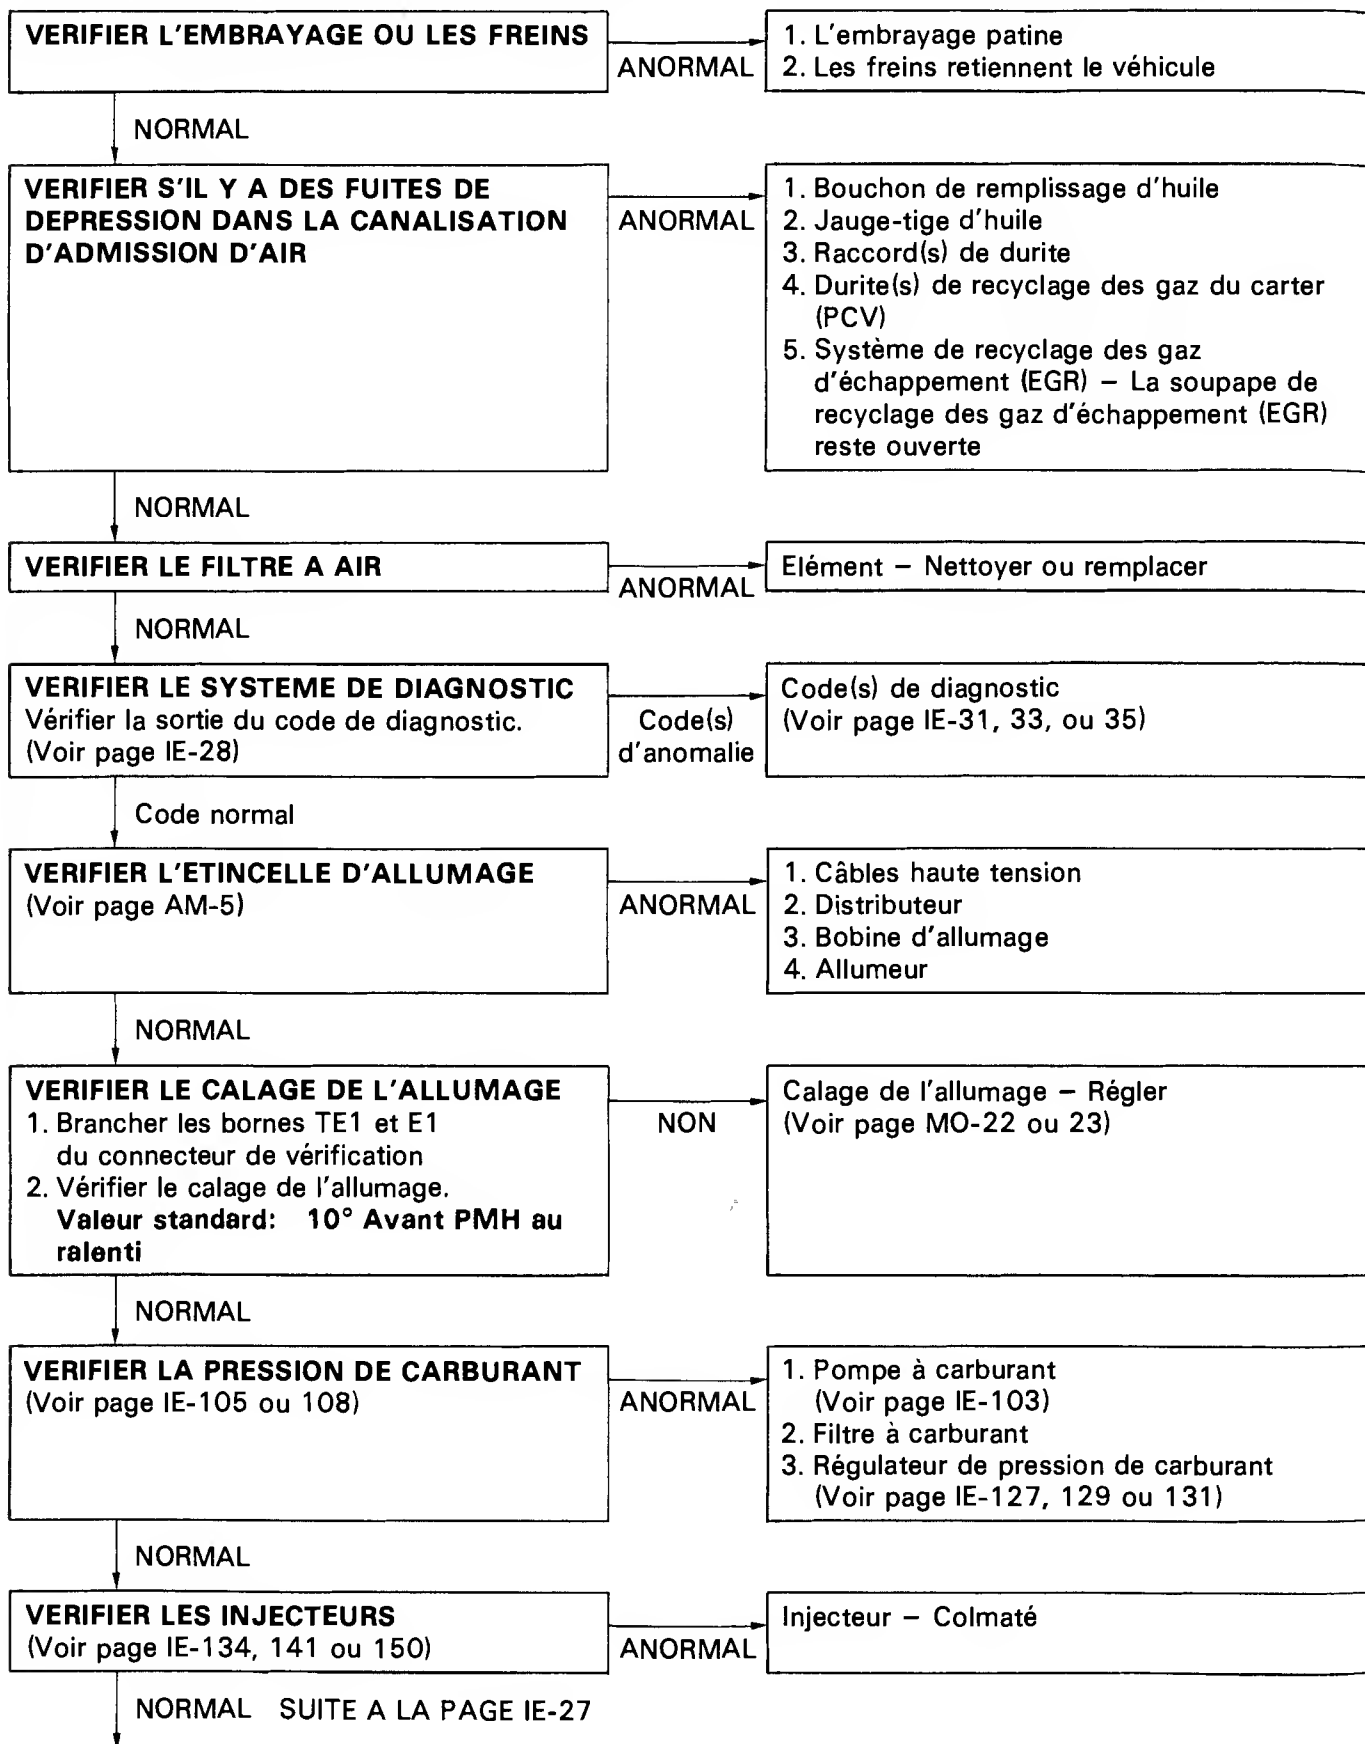 VERIFIER L'EMBRAYAGE OU LES FREINS
ANORMAL
1. L'embrayage patine
2. Les freins retiennent le véhicule
NORMAL
VERIFIER S'IL Y A DES FUITES DE
DEPRESSION DANS LA CANALISATION
D'ADMISSION D'AIR
ANORMAL
1. Bouchon de remplissage d'huile
2. Jauge-tige d'huile
3. Raccord(s) de durite
4. Durite(s) de recyclage des gaz du carter
(PCV)
5. Système de recyclage des gaz
d'échappement (EGR) – La soupape de
recyclage des gaz d'échappement (EGR)
reste ouverte
NORMAL
VERIFIER LE FILTRE A AIR
ANORMAL
Elément – Nettoyer ou remplacer
NORMAL
VERIFIER LE SYSTEME DE DIAGNOSTIC
Vérifier la sortie du code de diagnostic.
(Voir page IE-28)
Code(s)
d'anomalie
Code(s) de diagnostic
(Voir page IE-31, 33, ou 35)
Code normal
VERIFIER L'ETINCELLE D'ALLUMAGE
(Voir page AM-5)
ANORMAL
1. Câbles haute tension
2. Distributeur
3. Bobine d'allumage
4. Allumeur
NORMAL
VERIFIER LE CALAGE DE L'ALLUMAGE
1. Brancher les bornes TE1 et E1
du connecteur de vérification
2. Vérifier le calage de l'allumage.
Valeur standard: 10° Avant PMH au
ralenti
NON
Calage de l'allumage – Régler
(Voir page MO-22 ou 23)
NORMAL
VERIFIER LA PRESSION DE CARBURANT
(Voir page IE-105 ou 108)
ANORMAL
1. Pompe à carburant
(Voir page IE-103)
2. Filtre à carburant
3. Régulateur de pression de carburant
(Voir page IE-127, 129 ou 131)
NORMAL
VERIFIER LES INJECTEURS
(Voir page IE-134, 141 ou 150)
ANORMAL
Injecteur – Colmaté
NORMAL SUITE A LA PAGE IE-27